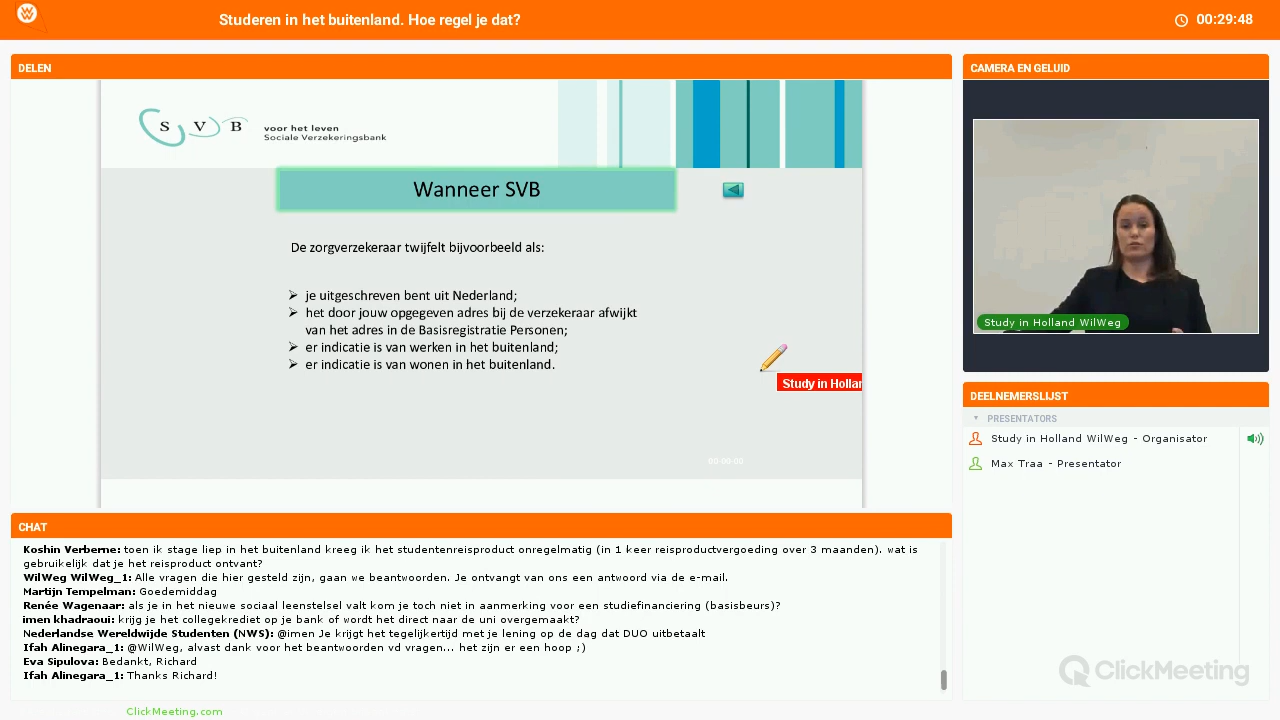 W
Studeren in het buitenland. Hoe regel je dat?
00:29:48
DELEN
S V B
voor het leven
Sociale Verzekeringsbank
Wanneer SVB
De zorgverzekeraar twijfelt bijvoorbeeld als:
je uitgeschreven bent uit Nederland;
het door jouw opgegeven adres bij de verzekeraar afwijkt
van het adres in de Basisregistratie Personen;
er indicatie is van werken in het buitenland;
er indicatie is van wonen in het buitenland.
Study in Hollar
00:00:00
CAMERA EN GELUID
Study in Holland WilWeg
DEELNEMERSLIJST
PRESENTATORS
Study in Holland WilWeg - Organisator
Max Traa - Presentator
CHAT
Koshin Verberne: toen ik stage liep in het buitenland kreeg ik het studentenreisproduct onregelmatig (in 1 keer reisproductvergoeding over 3 maanden). wat is
gebruikelijk dat je het reisproduct ontvant?
WilWeg WilWeg_1: Alle vragen die hier gesteld zijn, gaan we beantwoorden. Je ontvangt van ons een antwoord via de e-mail.
Martijn Tempelman: Goedemiddag
Renée Wagenaar: als je in het nieuwe sociaal leenstelsel valt kom je toch niet in aanmerking voor een studiefinanciering (basisbeurs)?
imen khadraoui: krijg je het collegekrediet op je bank of wordt het direct naar de uni overgemaakt?
Nederlandse Wereldwijde Studenten (NWS): @imen Je krijgt het tegelijkertijd met je lening op de dag dat DUO uitbetaalt
Ifah Alinegara_1: @WilWeg, alvast dank voor het beantwoorden vd vragen... het zijn er een hoop ;)
Eva Sipulova: Bedankt, Richard
Ifah Alinegara_1: Thanks Richard!
ClickMeeting
ClickMeeting.com